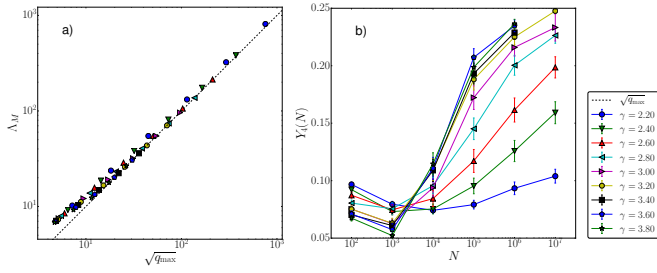 a)
Λ_M
10^3
10^2
10^1
10^1
10^2
10^3
√q_max
b)
Y_4(N)
0.25
0.20
0.15
0.10
0.05
10^2
10^3
10^4
10^5
10^6
10^7
N
√q_max
γ = 2.20
γ = 2.40
γ = 2.60
γ = 2.80
γ = 3.00
γ = 3.20
γ = 3.40
γ = 3.60
γ = 3.80